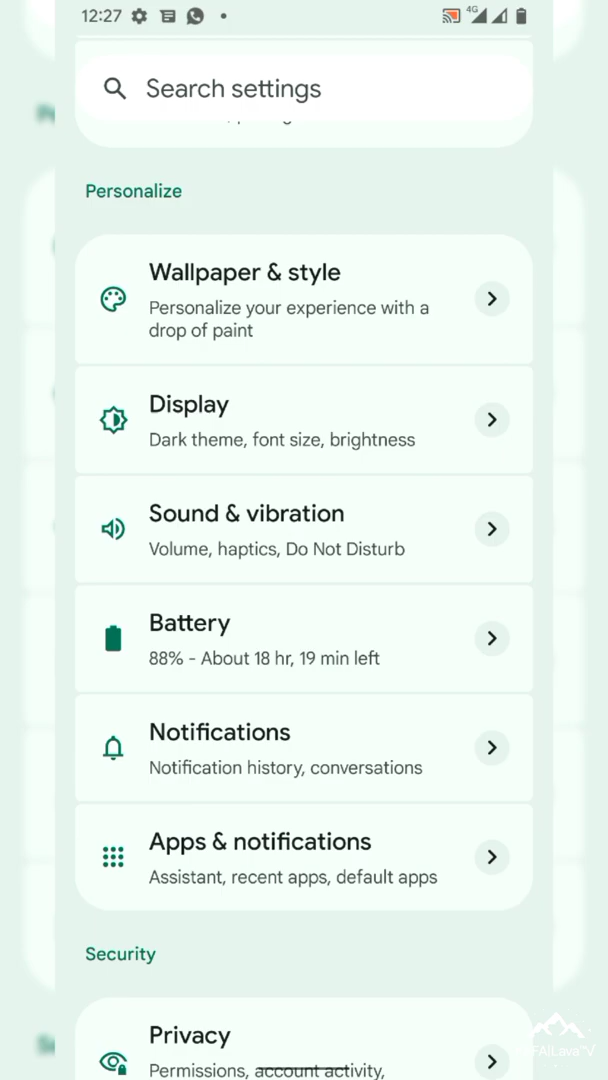 12:27
4G
Search settings
Personalize
Wallpaper & style
Personalize your experience with a
drop of paint
Display
Dark theme, font size, brightness
Sound & vibration
Volume, haptics, Do Not Disturb
Battery
88% - About 18 hr, 19 min left
Notifications
Notification history, conversations
Apps & notifications
Assistant, recent apps, default apps
Security
Privacy
Permissions, account activity,